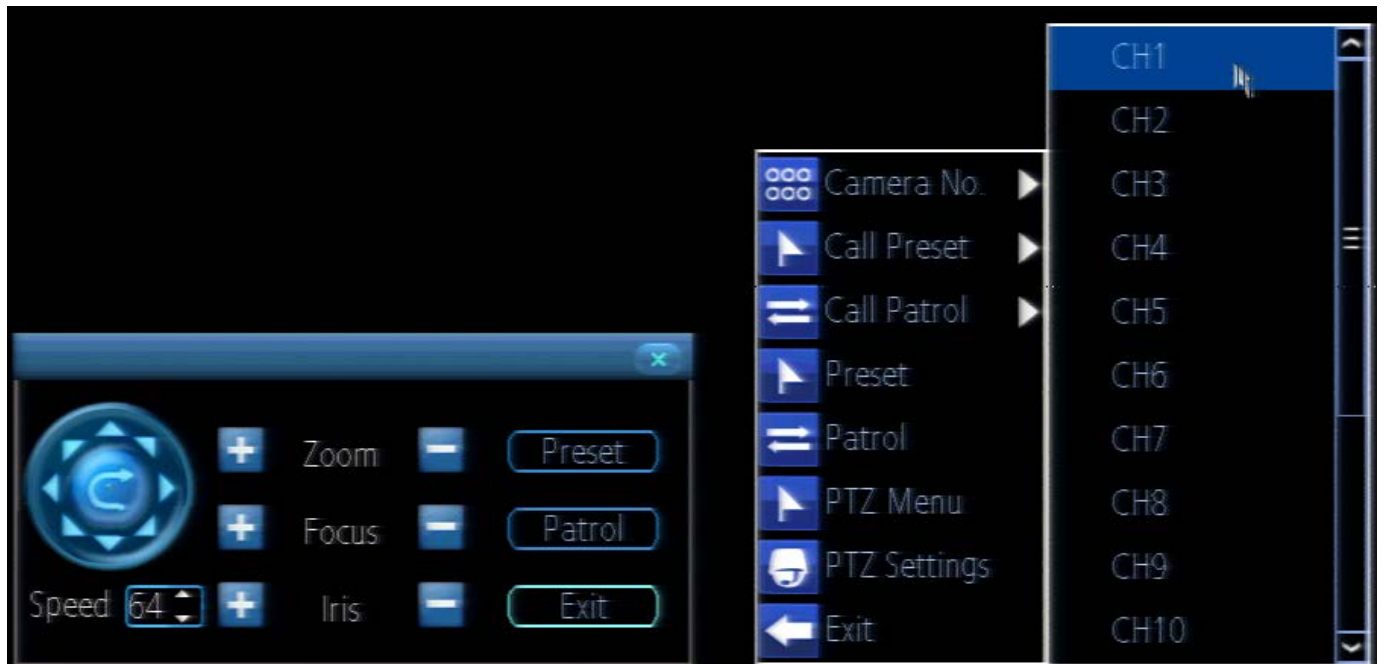 Zoom
Preset
Focus
Patrol
Speed 64
Iris
Exit
Camera No.
Call Preset
Call Patrol
Preset
Patrol
PTZ Menu
PTZ Settings
Exit
CH1
CH2
CH3
CH4
CH5
CH6
CH7
CH8
CH9
CH10